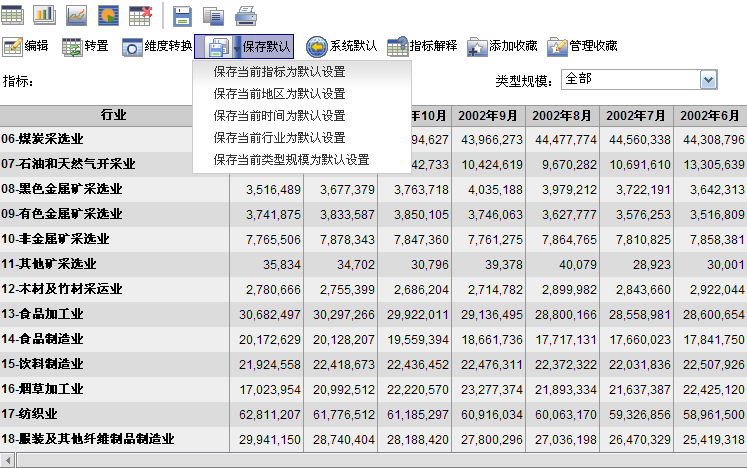 编辑 转置 维度转换 保存默认 系统默认 指标解释 添加收藏 管理收藏
指标： 类型规模： 全部
保存当前指标为默认设置
保存当前地区为默认设置
保存当前时间为默认设置
保存当前行业为默认设置
保存当前类型规模为默认设置
行业 10月 2002年9月 2002年8月 2002年7月 2002年6月
06-煤炭采选业 94,627 43,966,273 44,477,774 44,560,338 44,308,796
07-石油和天然气开采业 42,733 10,424,619 9,670,282 10,691,610 13,305,639
08-黑色金属矿采选业 3,516,489 3,677,379 3,763,718 4,035,188 3,979,212 3,722,191 3,642,313
09-有色金属矿采选业 3,741,875 3,833,587 3,850,105 3,746,063 3,627,777 3,576,253 3,516,809
10-非金属矿采选业 7,765,506 7,878,343 7,847,360 7,761,275 7,864,765 7,810,825 7,858,381
11-其他矿采选业 35,834 34,702 30,796 39,378 40,079 28,923 30,001
12-木材及竹材采运业 2,780,666 2,755,399 2,686,204 2,714,782 2,899,982 2,843,660 2,922,044
13-食品加工业 30,682,497 30,297,266 29,922,011 29,136,495 28,800,166 28,558,981 28,600,654
14-食品制造业 20,172,629 20,128,207 19,559,394 18,661,736 17,717,131 17,660,023 17,841,750
15-饮料制造业 21,924,558 22,418,673 22,436,452 22,476,311 22,372,322 22,031,836 22,507,926
16-烟草加工业 17,023,954 20,992,512 22,220,570 23,277,374 21,893,334 21,637,387 22,425,120
17-纺织业 62,811,207 61,776,512 61,185,297 60,916,034 60,063,170 59,326,856 58,961,500
18-服装及其他纤维制品制造业 29,941,150 28,740,404 28,188,420 27,800,296 27,036,198 26,470,329 25,419,318